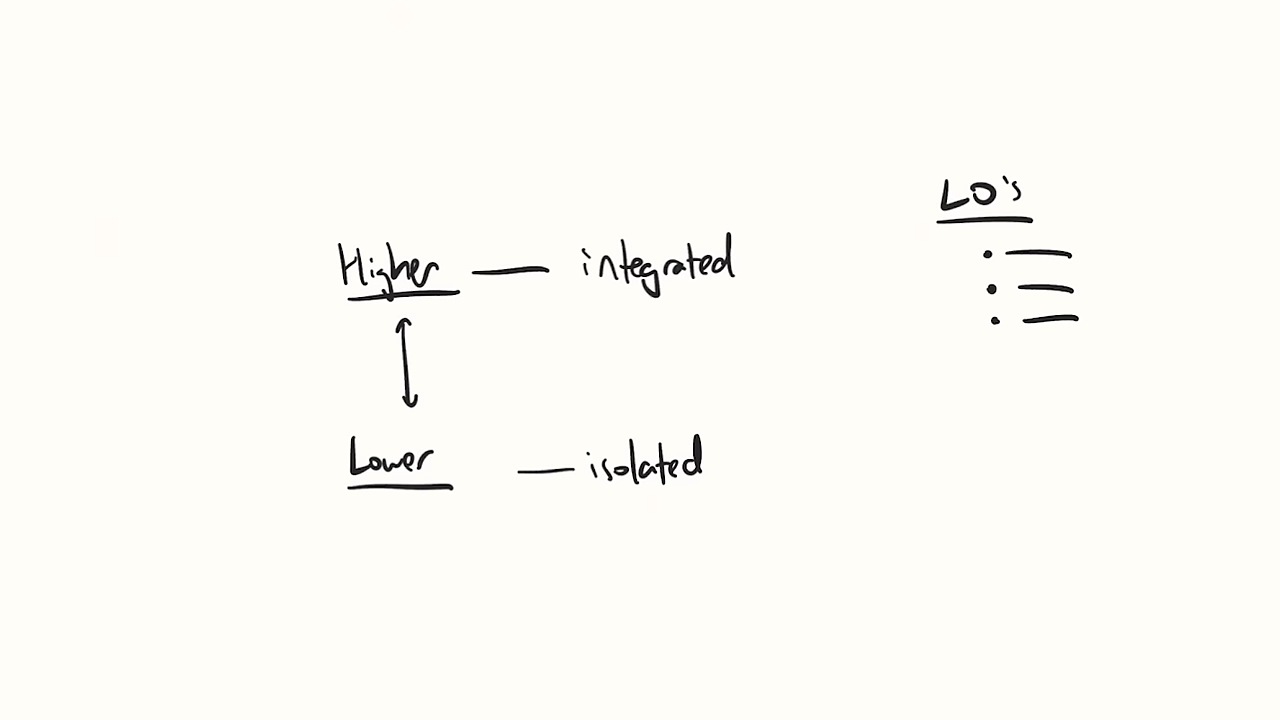 LO's
Higher — integrated
Lower — isolated